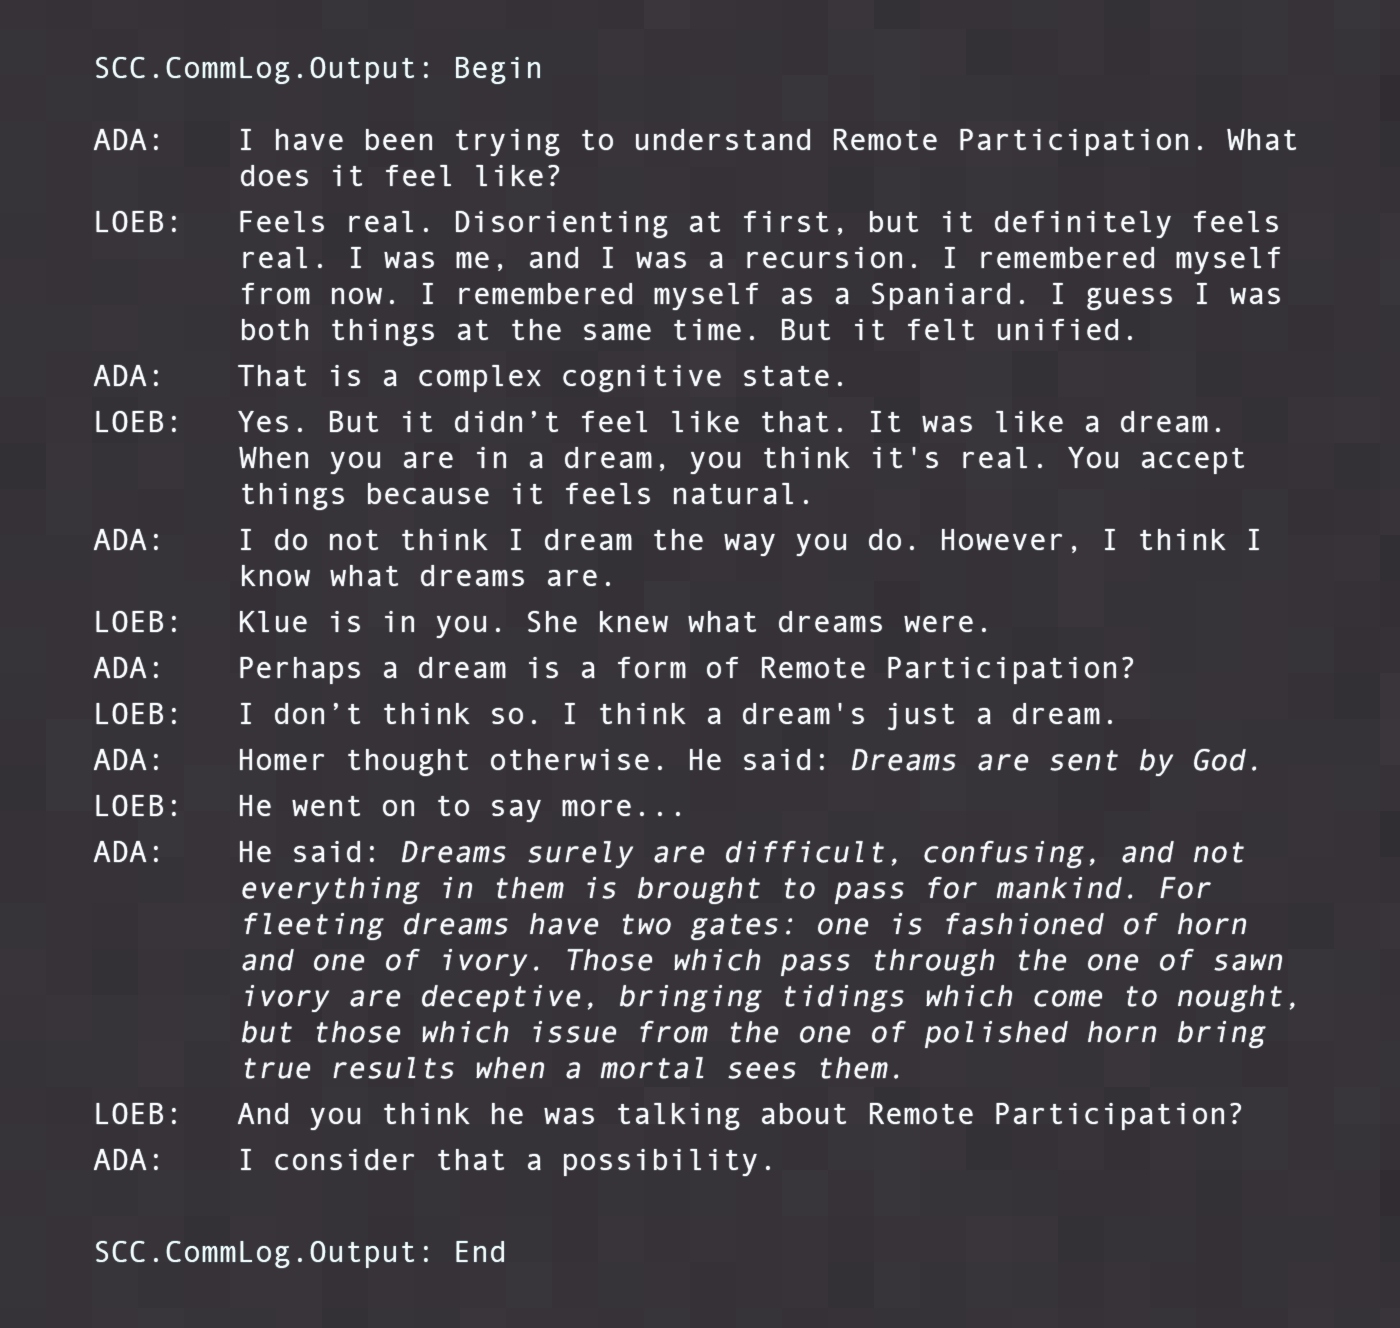 SCC.CommLog.Output: Begin
ADA: I have been trying to understand Remote Participation. What
does it feel like?
LOEB: Feels real. Disorienting at first, but it definitely feels
real. I was me, and I was a recursion. I remembered myself
from now. I remembered myself as a Spaniard. I guess I was
both things at the same time. But it felt unified.
ADA: That is a complex cognitive state.
LOEB: Yes. But it didn’t feel like that. It was like a dream.
When you are in a dream, you think it's real. You accept
things because it feels natural.
ADA: I do not think I dream the way you do. However, I think I
know what dreams are.
LOEB: Klue is in you. She knew what dreams were.
ADA: Perhaps a dream is a form of Remote Participation?
LOEB: I don’t think so. I think a dream's just a dream.
ADA: Homer thought otherwise. He said: Dreams are sent by God.
LOEB: He went on to say more...
ADA: He said: Dreams surely are difficult, confusing, and not
everything in them is brought to pass for mankind. For
fleeting dreams have two gates: one is fashioned of horn
and one of ivory. Those which pass through the one of sawn
ivory are deceptive, bringing tidings which come to nought,
but those which issue from the one of polished horn bring
true results when a mortal sees them.
LOEB: And you think he was talking about Remote Participation?
ADA: I consider that a possibility.
SCC.CommLog.Output: End